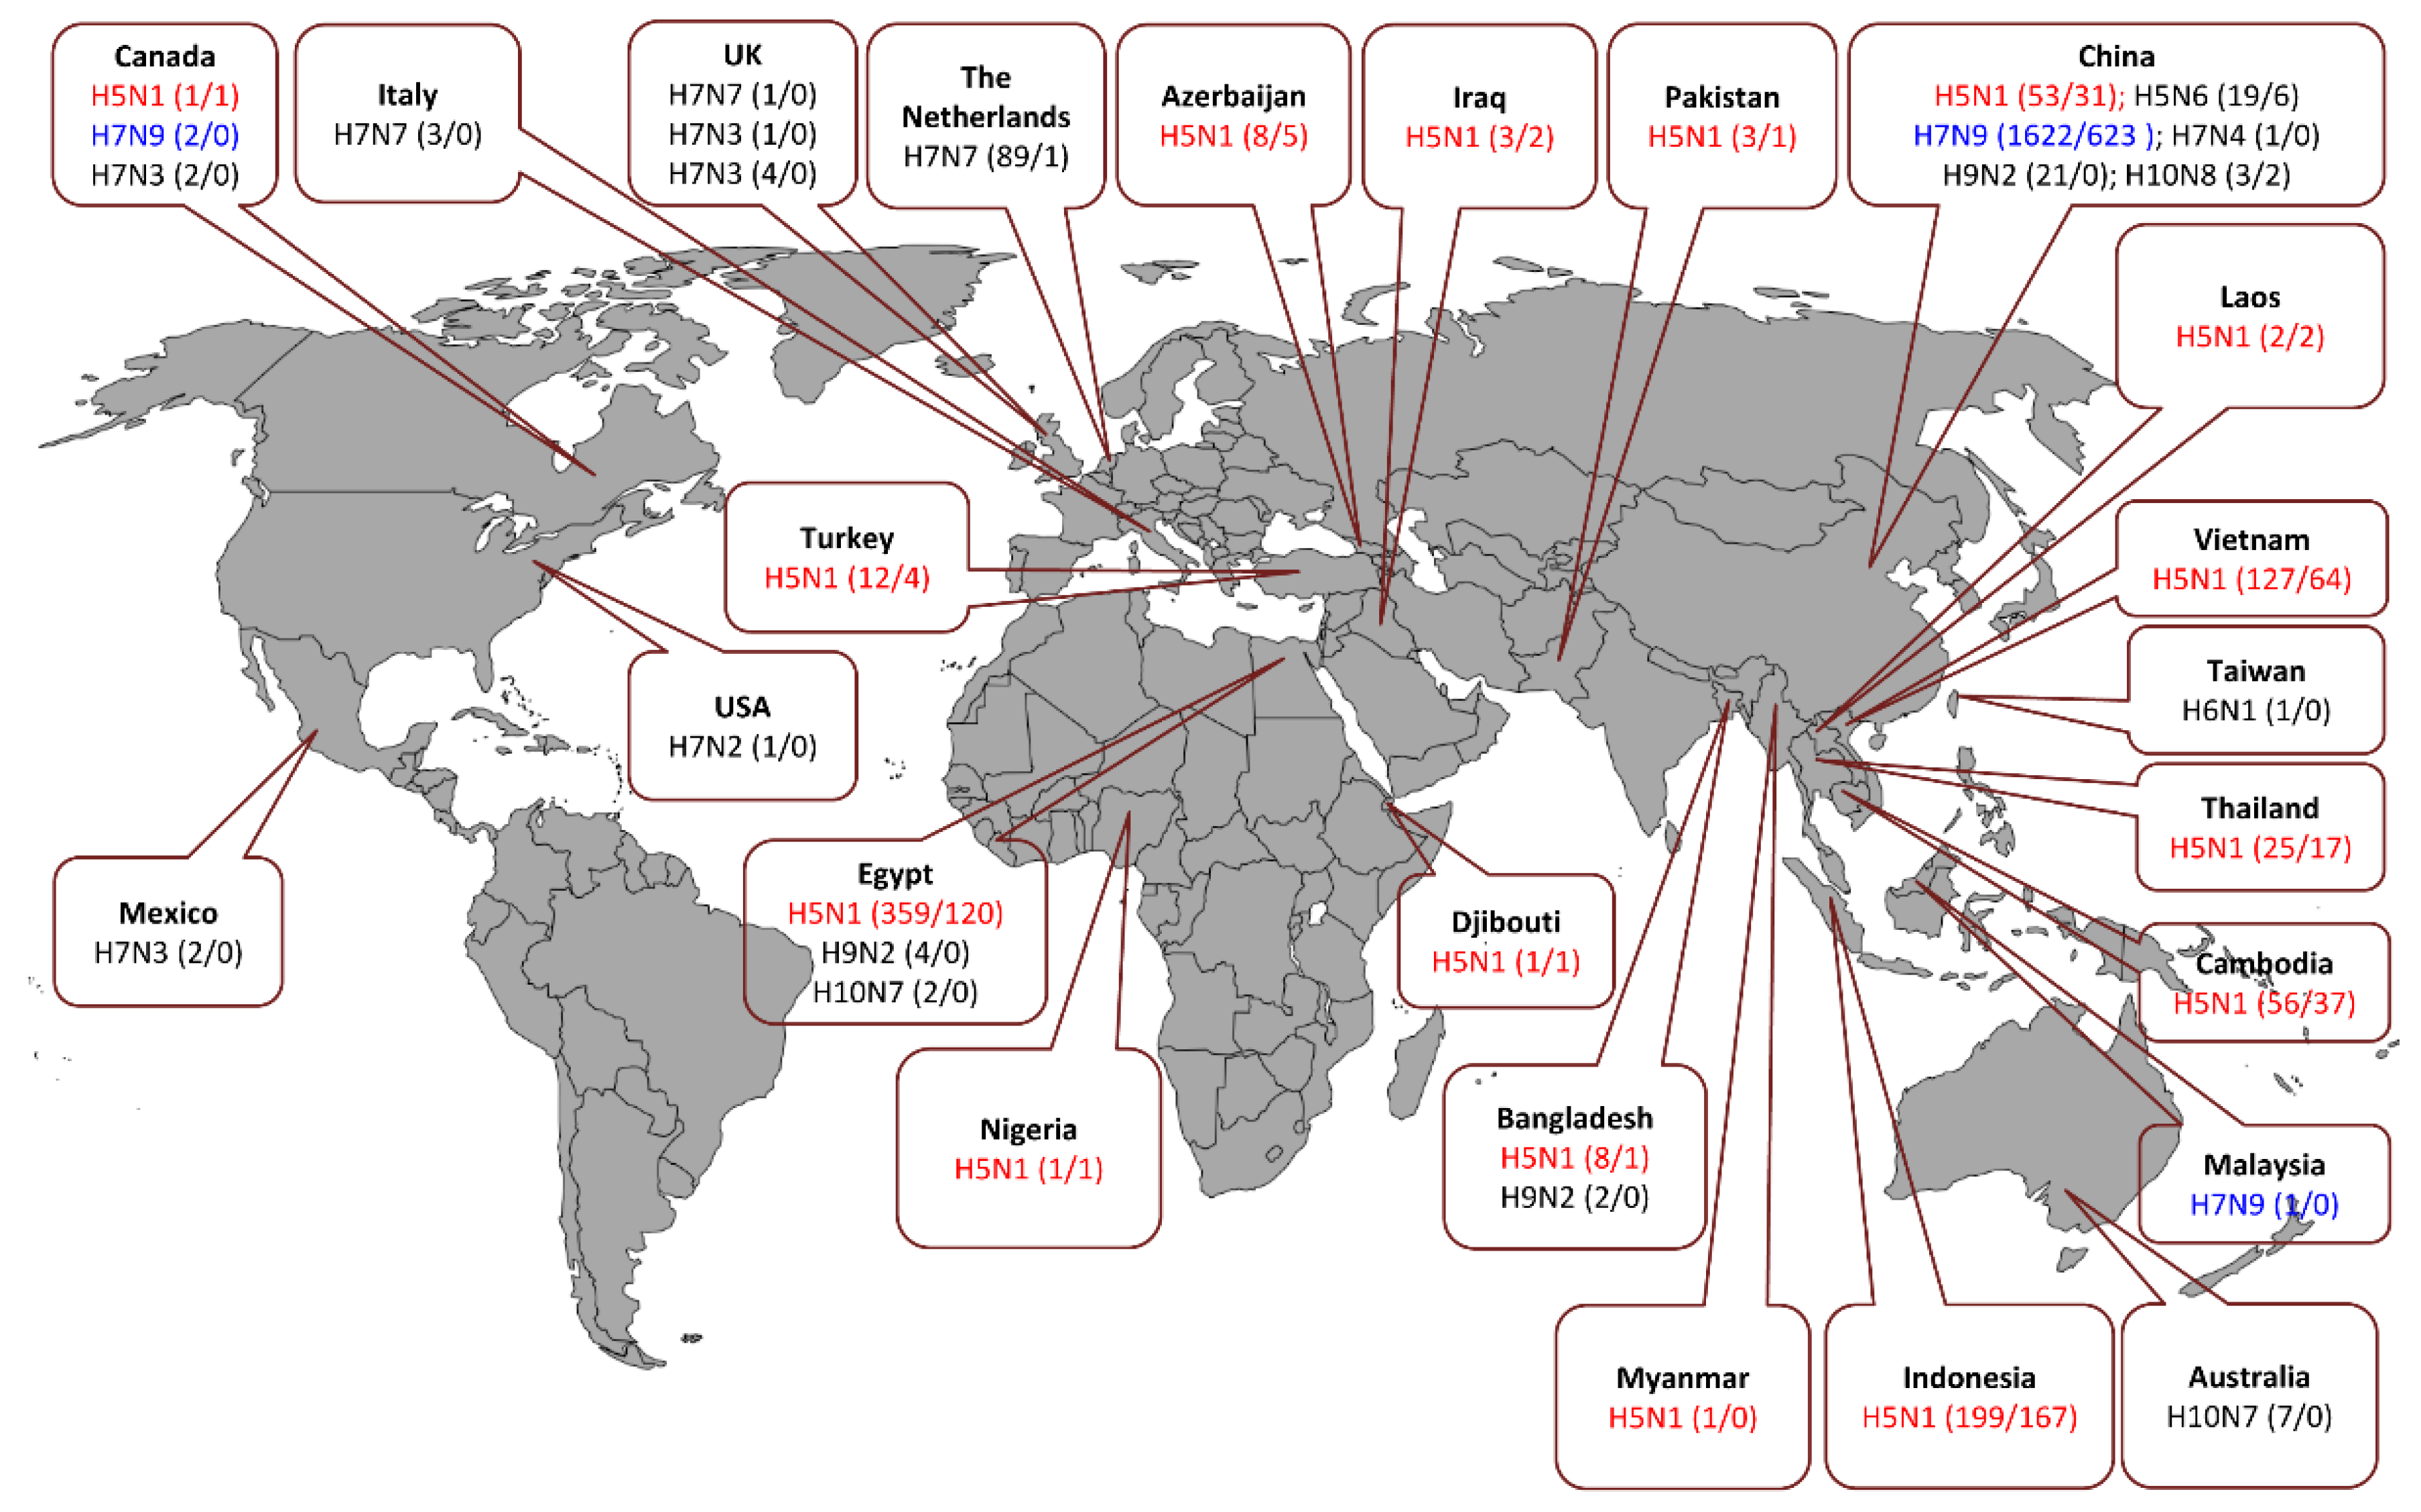 Canada
H5N1 (1/1)
H7N9 (2/0)
H7N3 (2/0)
Italy
H7N7 (3/0)
UK
H7N7 (1/0)
H7N3 (1/0)
H7N3 (4/0)
The
Netherlands
H7N7 (89/1)
Azerbaijan
H5N1 (8/5)
Iraq
H5N1 (3/2)
Pakistan
H5N1 (3/1)
China
H5N1 (53/31); H5N6 (19/6)
H7N9 (1622/623 ); H7N4 (1/0)
H9N2 (21/0); H10N8 (3/2)
Laos
H5N1 (2/2)
Turkey
H5N1 (12/4)
Vietnam
H5N1 (127/64)
USA
H7N2 (1/0)
Taiwan
H6N1 (1/0)
Thailand
H5N1 (25/17)
Mexico
H7N3 (2/0)
Egypt
H5N1 (359/120)
H9N2 (4/0)
H10N7 (2/0)
Djibouti
H5N1 (1/1)
Cambodia
H5N1 (56/37)
Nigeria
H5N1 (1/1)
Bangladesh
H5N1 (8/1)
H9N2 (2/0)
Malaysia
H7N9 (1/0)
Myanmar
H5N1 (1/0)
Indonesia
H5N1 (199/167)
Australia
H10N7 (7/0)